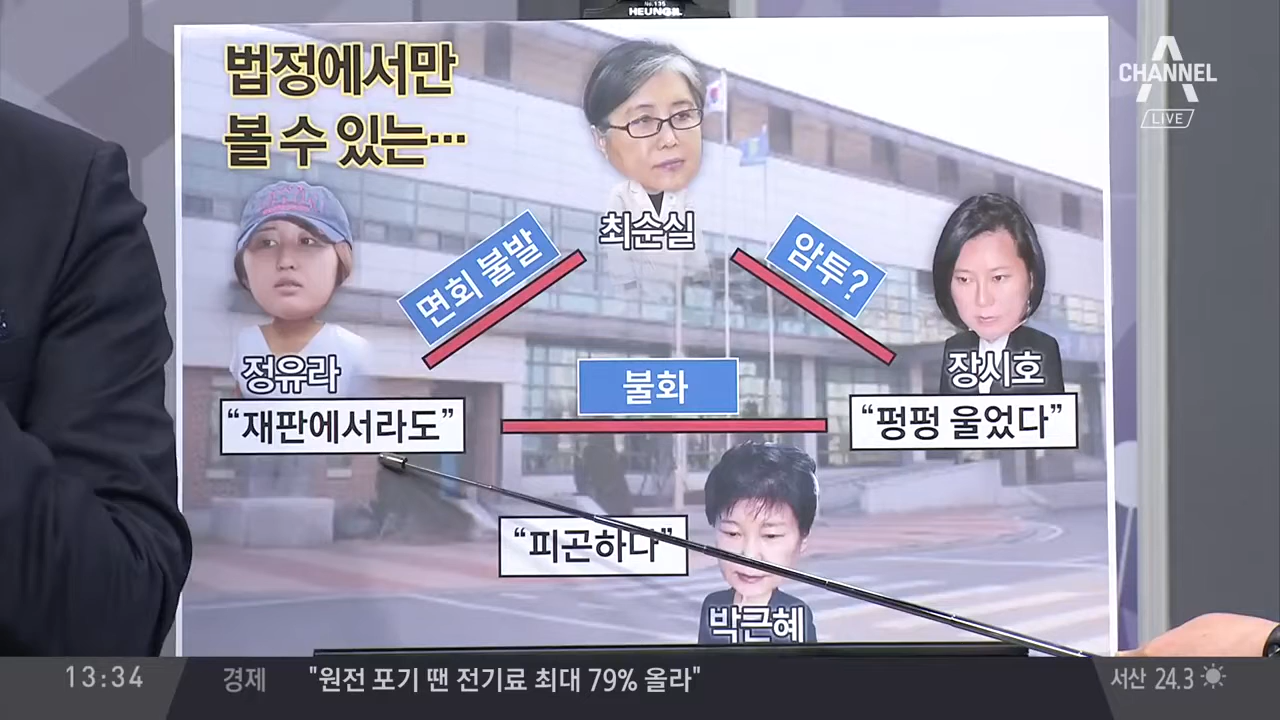 No.135
HEUNGIL
법정에서만
볼 수 있는…
CHANNEL A
LIVE
최순실
면회 불발
암투?
정유라
장시호
불화
“재판에서라도”
“펑펑 울었다”
“피곤하다”
박근혜
13:34 경제 "원전 포기 땐 전기료 최대 79% 올라" 서산 24.3